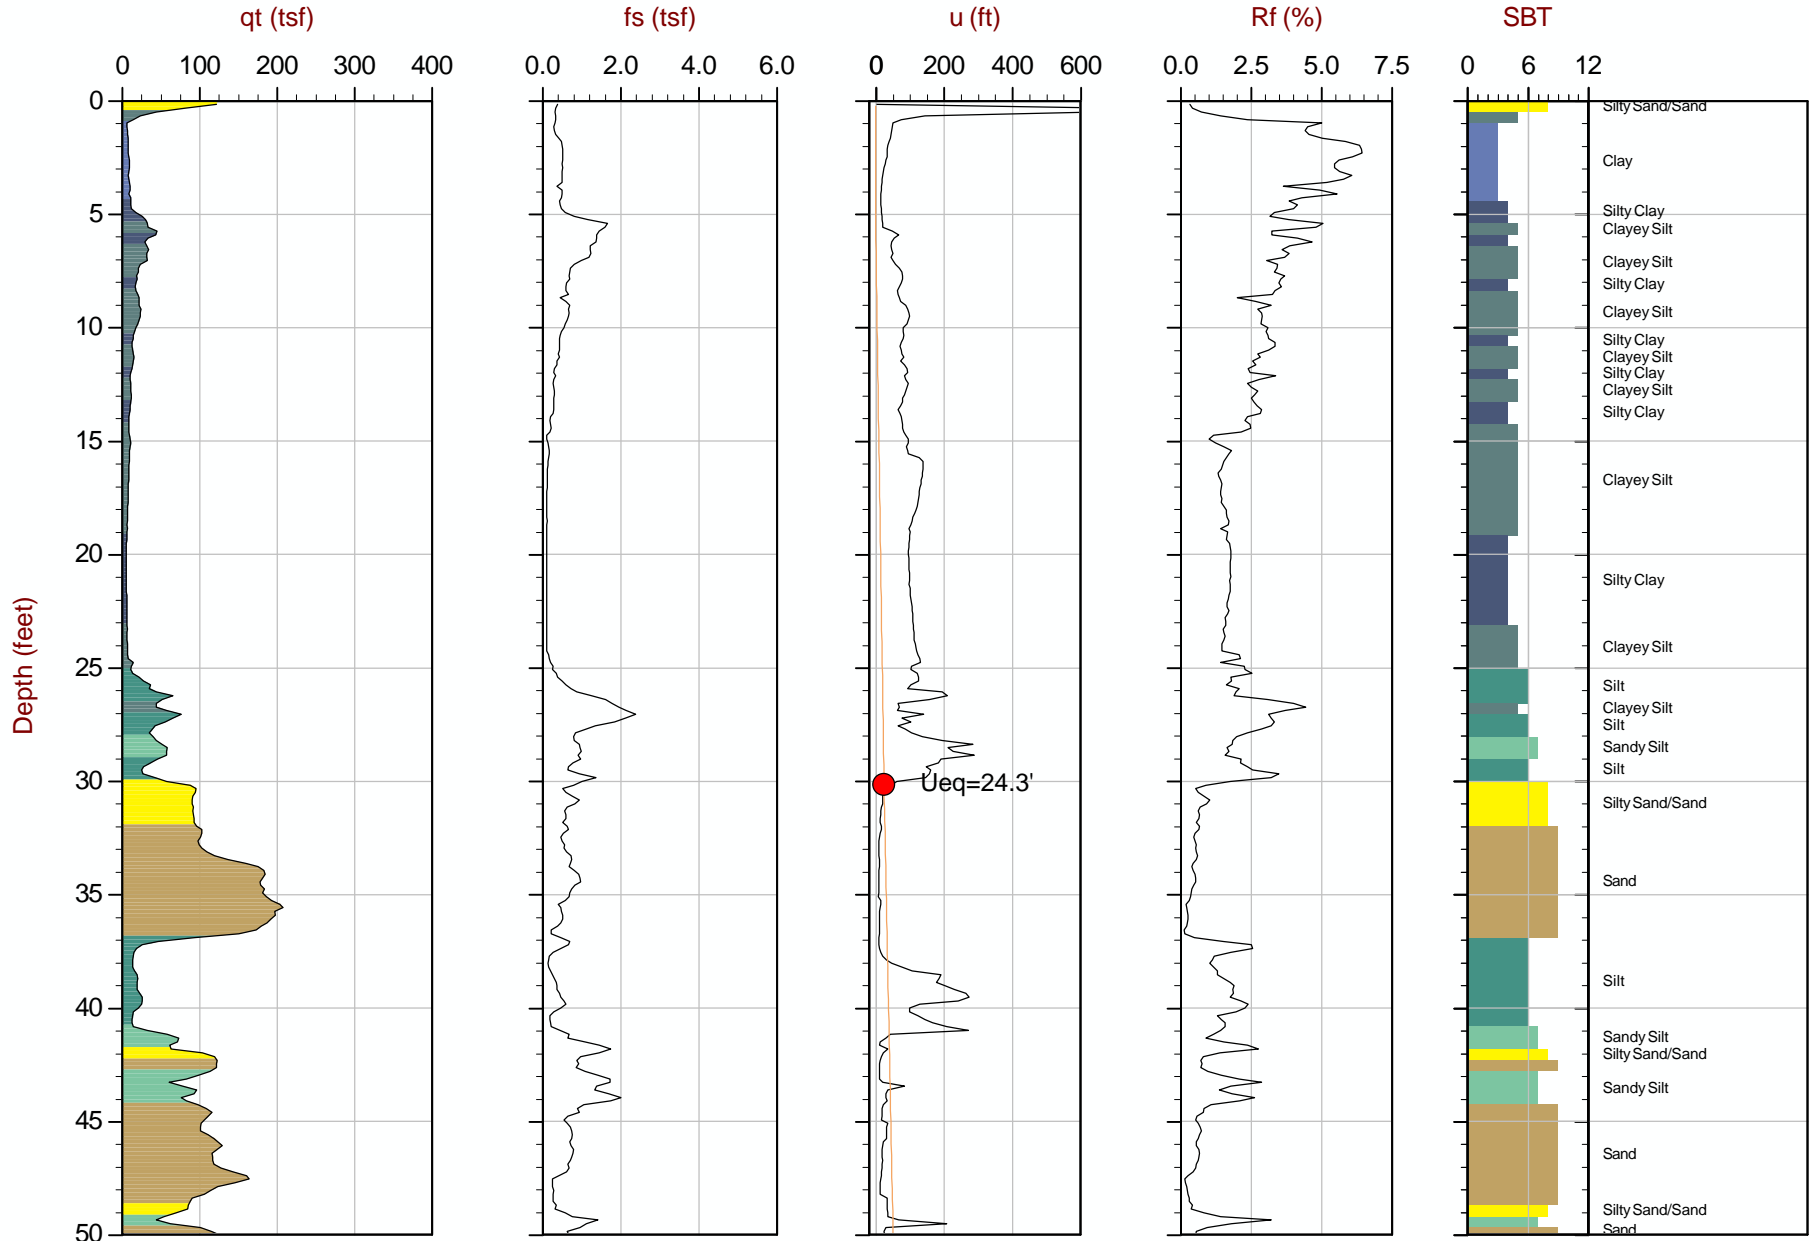 qt (tsf) fs (tsf) u (ft) Rf (%) SBT
0 100 200 300 400 0.0 2.0 4.0 6.0 0 200 400 600 0.0 2.5 5.0 7.5 0 6 12
0
5
10
15
20
25
30
35
40
45
50
Depth (feet)
Ueq=24.3'
Silty Sand/Sand
Clay
Silty Clay
Clayey Silt
Clayey Silt
Silty Clay
Clayey Silt
Silty Clay
Clayey Silt
Silty Clay
Clayey Silt
Silty Clay
Clayey Silt
Silty Clay
Clayey Silt
Silt
Clayey Silt
Silt
Sandy Silt
Silt
Silty Sand/Sand
Sand
Silt
Sandy Silt
Silty Sand/Sand
Sandy Silt
Sand
Silty Sand/Sand
Sand